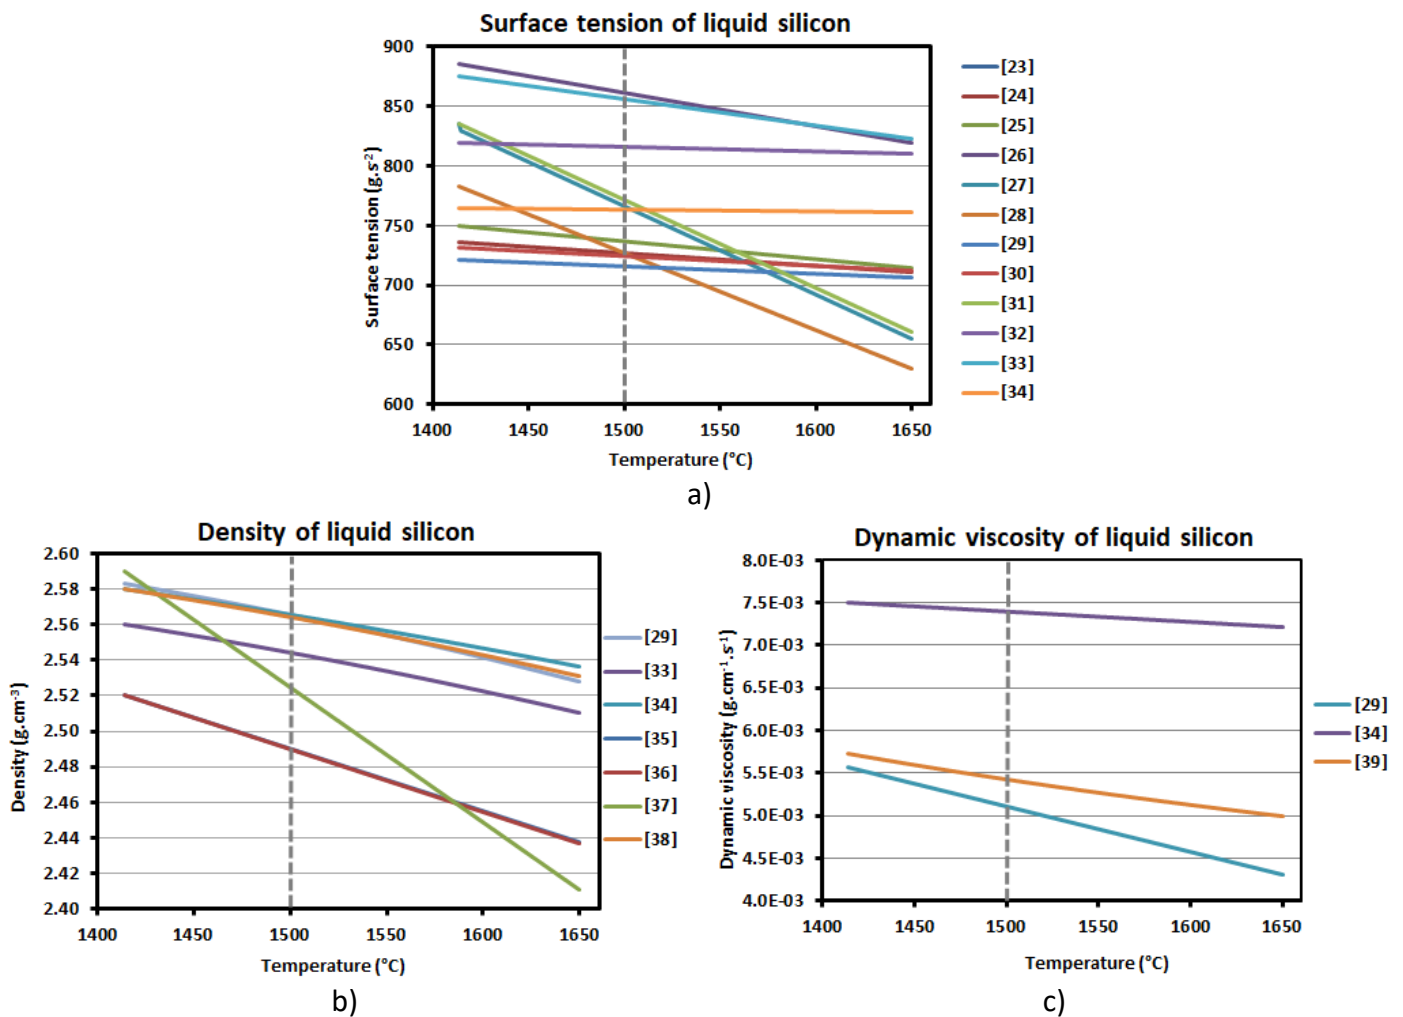 Surface tension of liquid silicon
Surface tension (g.s-2)
900
850
800
750
700
650
600
1400 1450 1500 1550 1600 1650
Temperature (°C)
[23]
[24]
[25]
[26]
[27]
[28]
[29]
[30]
[31]
[32]
[33]
[34]
a)
Density of liquid silicon
Density (g.cm-3)
2.60
2.58
2.56
2.54
2.52
2.50
2.48
2.46
2.44
2.42
2.40
1400 1450 1500 1550 1600 1650
Temperature (°C)
[29]
[33]
[34]
[35]
[36]
[37]
[38]
b)
Dynamic viscosity of liquid silicon
Dynamic viscosity (g.cm-1.s-1)
8.0E-03
7.5E-03
7.0E-03
6.5E-03
6.0E-03
5.5E-03
5.0E-03
4.5E-03
4.0E-03
1400 1450 1500 1550 1600 1650
Temperature (°C)
[29]
[34]
[39]
c)